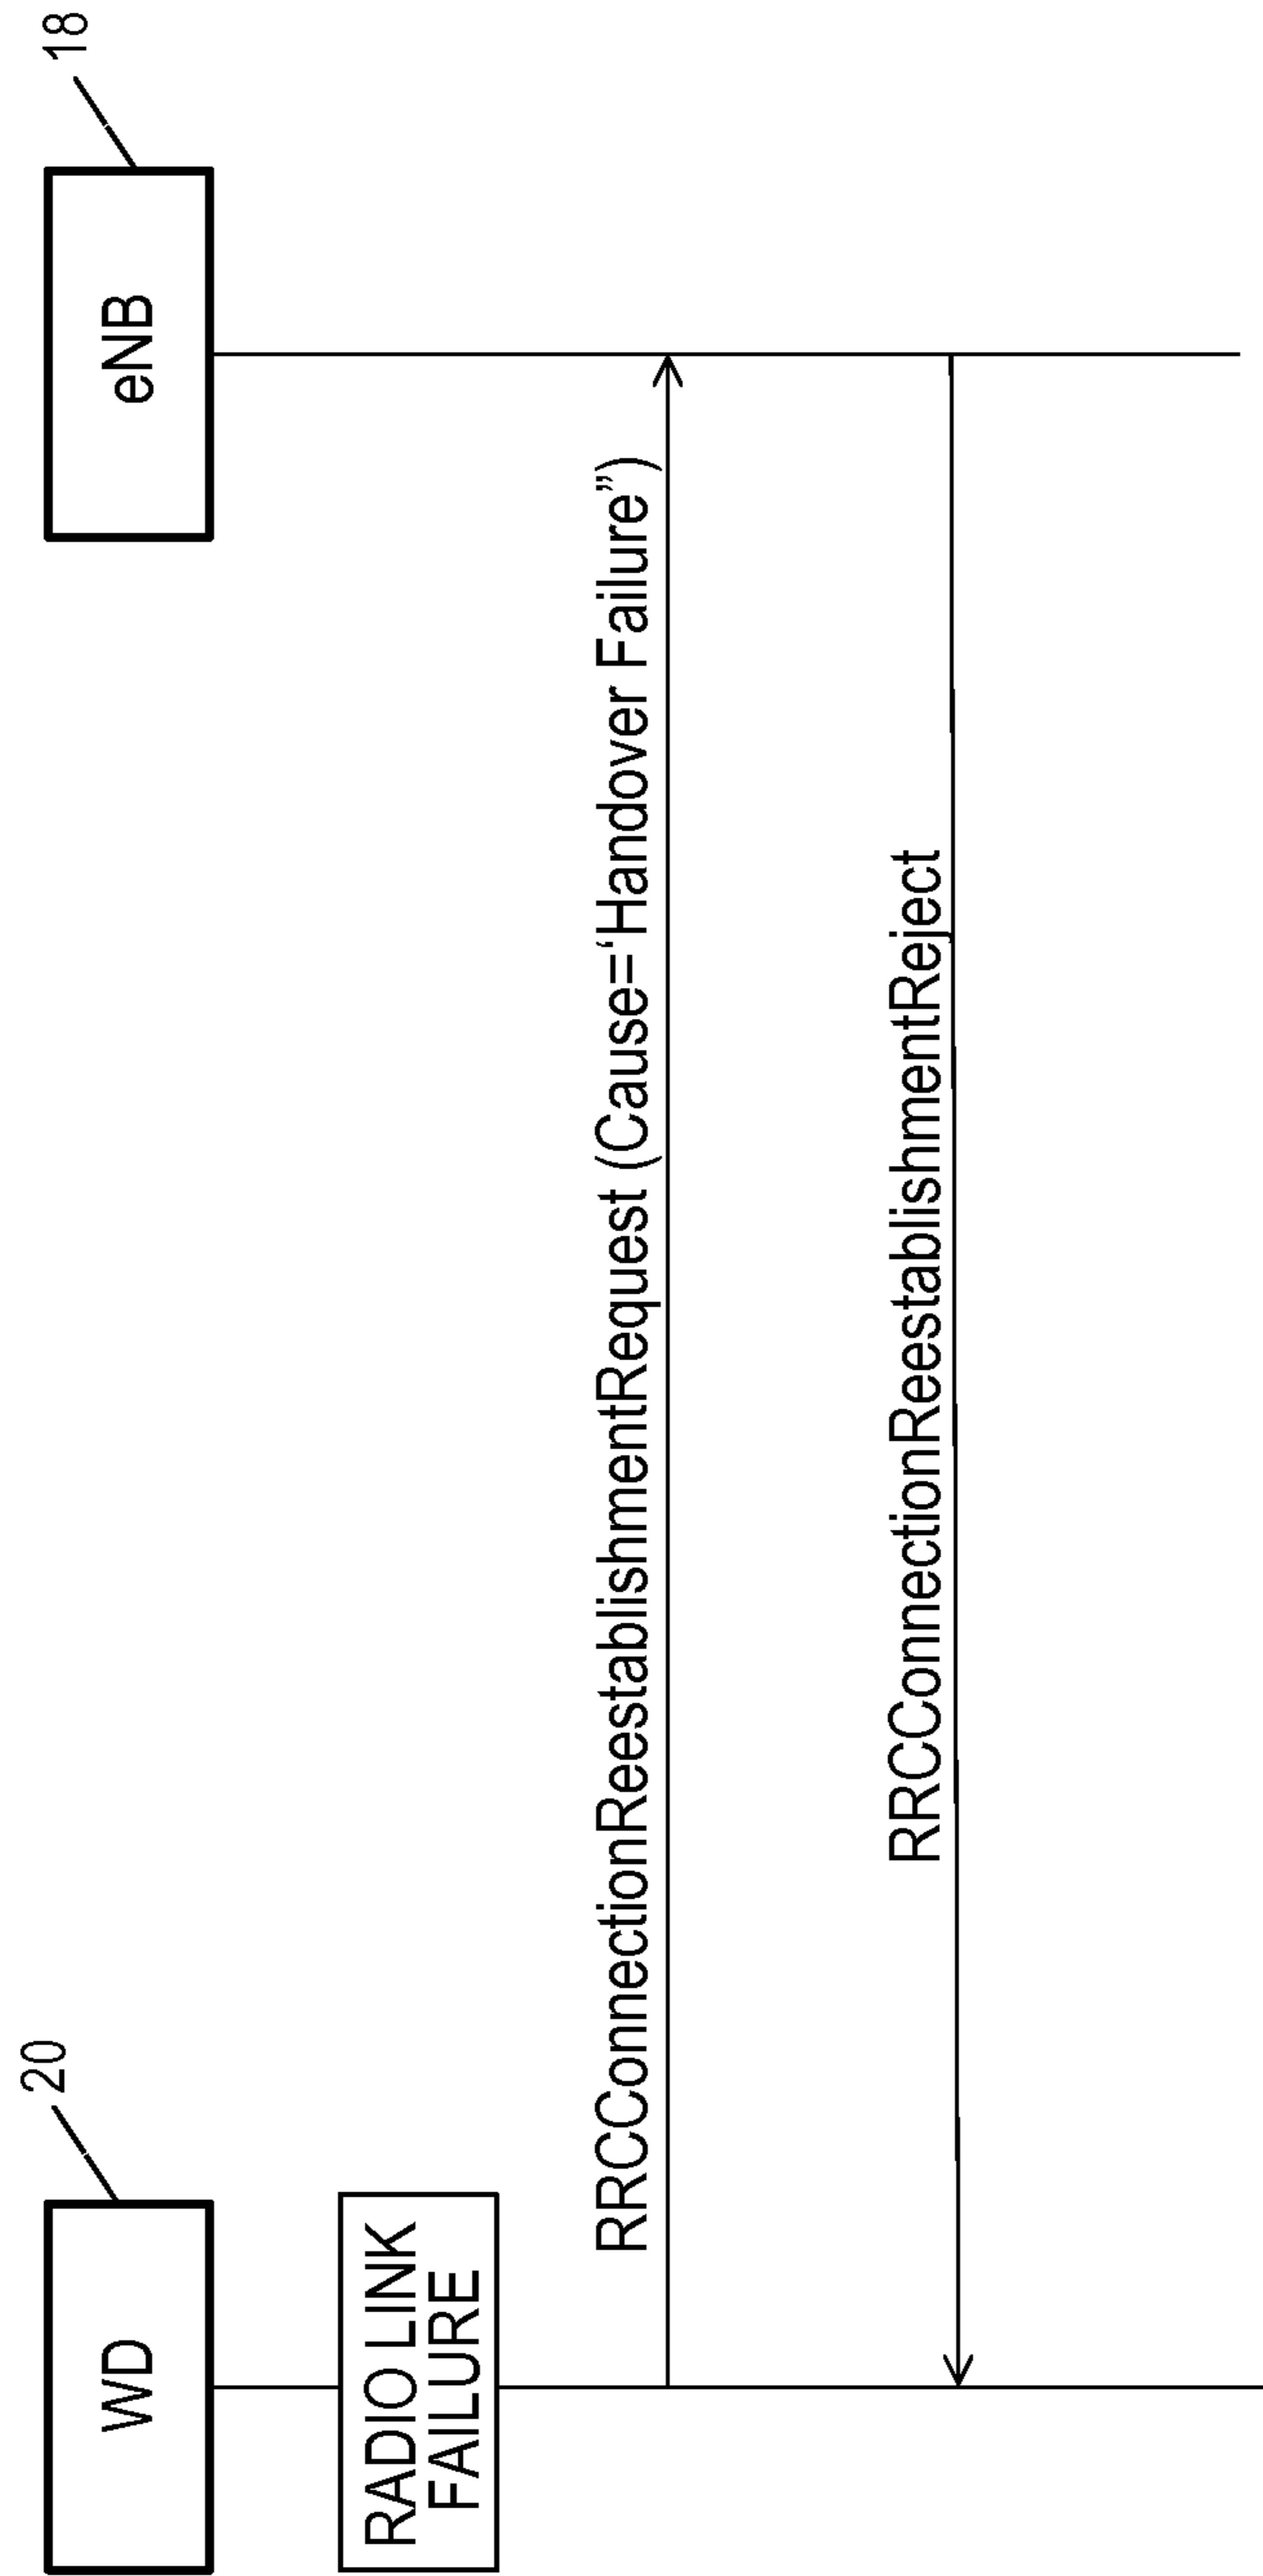 20
18
WD
eNB
RADIO LINK
FAILURE
RRCConnectionReestablishmentRequest (Cause=‘Handover Failure”)
RRCConnectionReestablishmentReject